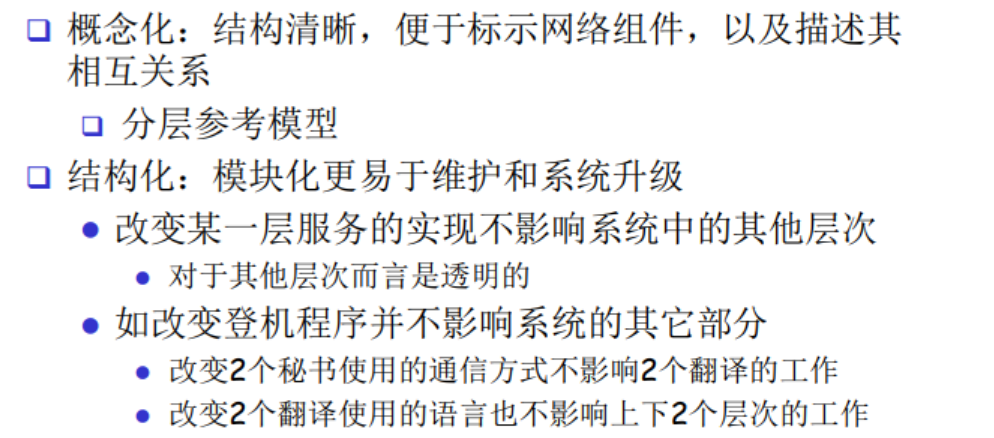 概念化：结构清晰，便于标示网络组件，以及描述其
相互关系
分层参考模型
结构化：模块化更易于维护和系统升级
改变某一层服务的实现不影响系统中的其他层次
对于其他层次而言是透明的
如改变登机程序并不影响系统的其它部分
改变2个秘书使用的通信方式不影响2个翻译的工作
改变2个翻译使用的语言也不影响上下2个层次的工作